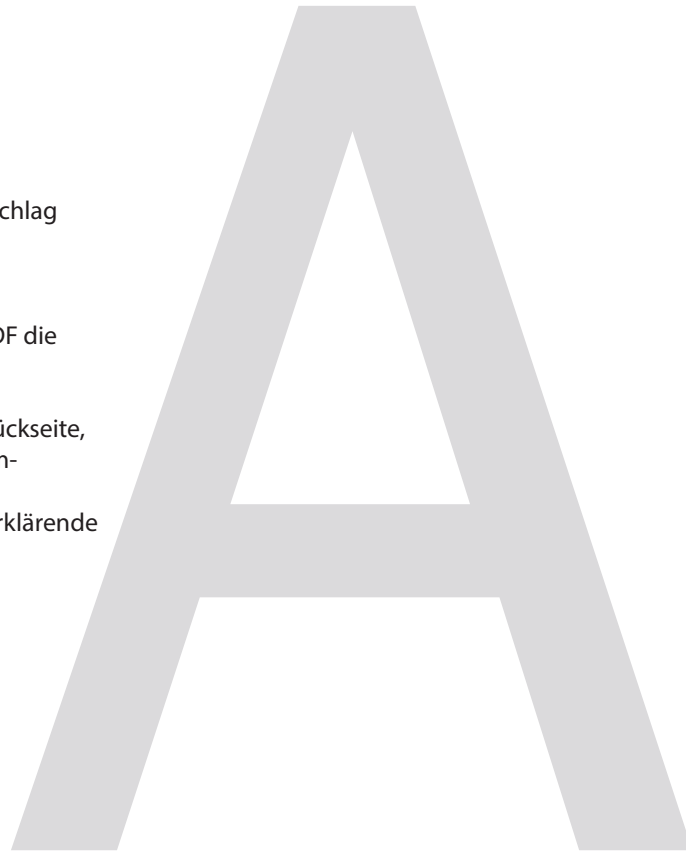 chlag
DF die
ückseite,
n-
rklärende
A